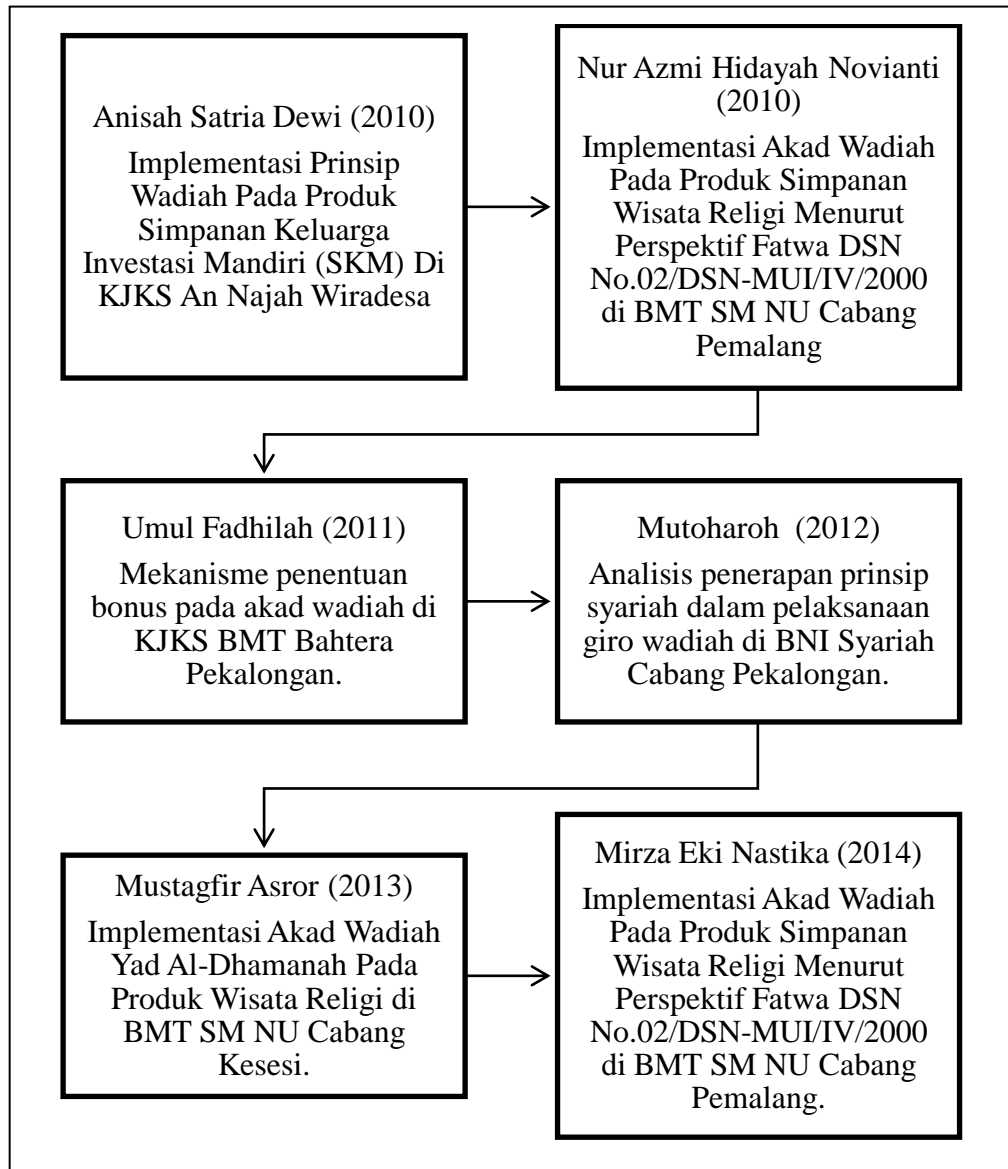 Anisah Satria Dewi (2010)
Implementasi Prinsip
Wadiah Pada Produk
Simpanan Keluarga
Investasi Mandiri (SKM) Di
KJKS An Najah Wiradesa
Nur Azmi Hidayah Novianti
(2010)
Implementasi Akad Wadiah
Pada Produk Simpanan
Wisata Religi Menurut
Perspektif Fatwa DSN
No.02/DSN-MUI/IV/2000
di BMT SM NU Cabang
Pemalang
Umul Fadhilah (2011)
Mekanisme penentuan
bonus pada akad wadiah di
KJKS BMT Bahtera
Pekalongan.
Mutoharoh (2012)
Analisis penerapan prinsip
syariah dalam pelaksanaan
giro wadiah di BNI Syariah
Cabang Pekalongan.
Mustagfir Asror (2013)
Implementasi Akad Wadiah
Yad Al-Dhamanah Pada
Produk Wisata Religi di
BMT SM NU Cabang
Kesesi.
Mirza Eki Nastika (2014)
Implementasi Akad Wadiah
Pada Produk Simpanan
Wisata Religi Menurut
Perspektif Fatwa DSN
No.02/DSN-MUI/IV/2000
di BMT SM NU Cabang
Pemalang.